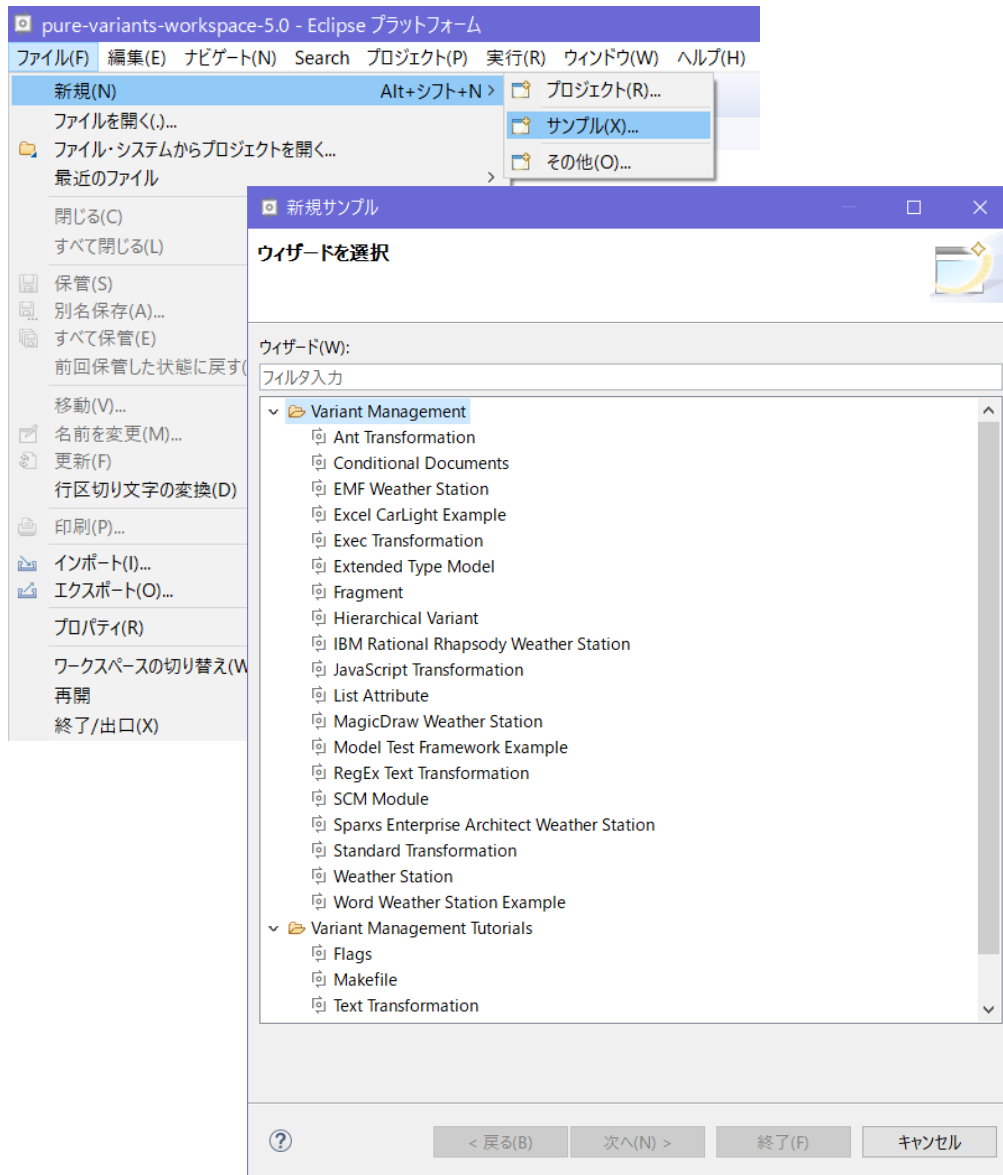 pure-variants-workspace-5.0 - Eclipse プラットフォーム
ファイル(F) 編集(E) ナビゲート(N) Search プロジェクト(P) 実行(R) ウィンドウ(W) ヘルプ(H)
新規(N) Alt+シフト+N >
プロジェクト(R)...
サンプル(X)...
その他(O)...
ファイルを開く(.)...
ファイル・システムからプロジェクトを開く...
最近のファイル >
閉じる(C)
すべて閉じる(L)
保管(S)
別名保存(A)...
すべて保管(E)
前回保管した状態に戻す(
移動(V)...
名前を変更(M)...
更新(F)
行区切り文字の変換(D)
印刷(P)...
インポート(I)...
エクスポート(O)...
プロパティ(R)
ワークスペースの切り替え(W
再開
終了/出口(X)
新規サンプル
ウィザードを選択
ウィザード(W):
フィルタ入力
Variant Management
Ant Transformation
Conditional Documents
EMF Weather Station
Excel CarLight Example
Exec Transformation
Extended Type Model
Fragment
Hierarchical Variant
IBM Rational Rhapsody Weather Station
JavaScript Transformation
List Attribute
MagicDraw Weather Station
Model Test Framework Example
RegEx Text Transformation
SCM Module
Sparxs Enterprise Architect Weather Station
Standard Transformation
Weather Station
Word Weather Station Example
Variant Management Tutorials
Flags
Makefile
Text Transformation
? < 戻る(B) 次へ(N) > 終了(F) キャンセル